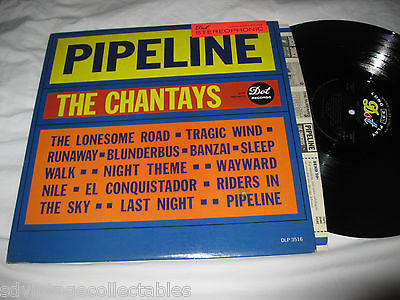 Dot
STEREOPHONIC
PIPELINE
THE CHANTAYS
Dot
RECORDS
THE LONESOME ROAD ▪ TRAGIC WIND ▪
RUNAWAY ▪ BLUNDERBUS ▪ BANZAI ▪ SLEEP
WALK ▪ ▪ NIGHT THEME ▪ ▪ WAYWARD
NILE ▪ EL CONQUISTADOR ▪ RIDERS IN
THE SKY ▪ ▪ LAST NIGHT ▪ ▪ PIPELINE
DLP 3516
PIPELINE
Dot
sdvintagecollectables